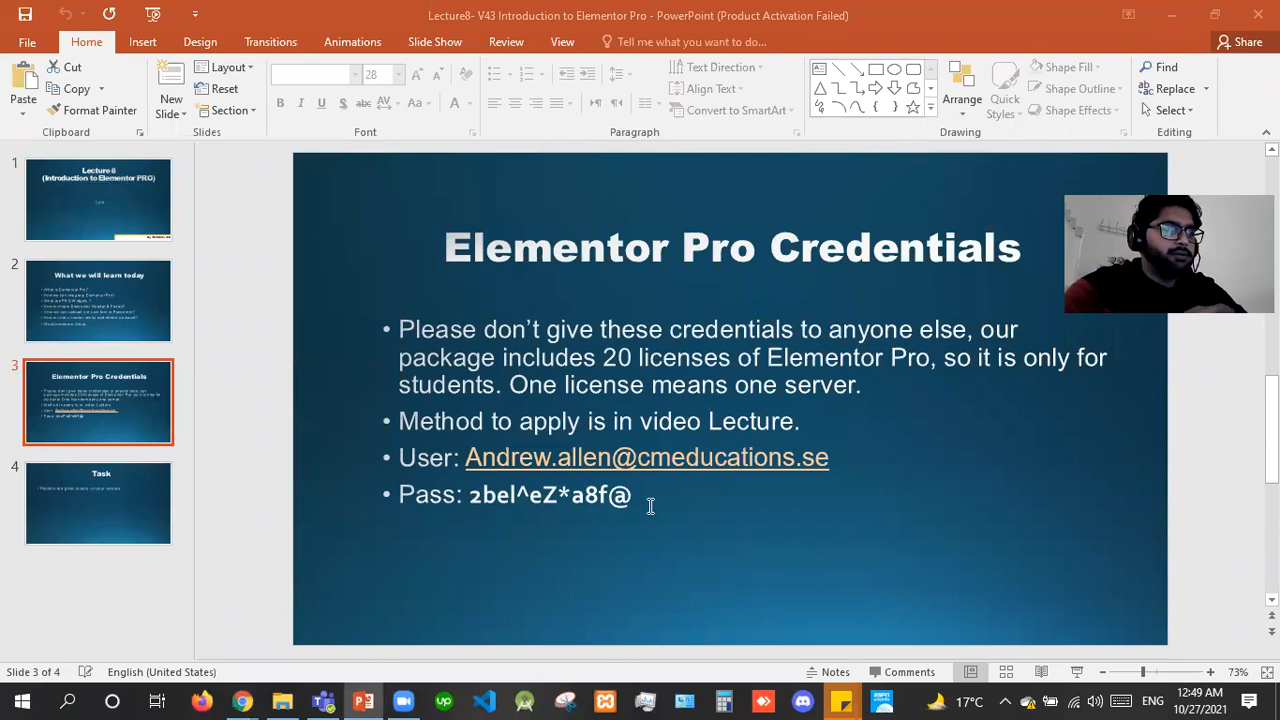 Lecture8- V43 Introduction to Elementor Pro - PowerPoint (Product Activation Failed)
File Home Insert Design Transitions Animations Slide Show Review View Tell me what you want to do... Share
Paste Cut Copy Format Painter
New Slide Layout Reset Section
28
Text Direction Align Text Convert to SmartArt
Arrange Quick Styles Shape Fill Shape Outline Shape Effects
Find Replace Select
Clipboard Slides Font Paragraph Drawing Editing
1
Lecture 8
(Introduction to Elementor PRO)
2
What we will learn today
3
Elementor Pro Credentials
4
Task
Elementor Pro Credentials
• Please don’t give these credentials to anyone else, our
package includes 20 licenses of Elementor Pro, so it is only for
students. One license means one server.
• Method to apply is in video Lecture.
• User: Andrew.allen@cmeducations.se
• Pass: 2bel^eZ*a8f@
Slide 3 of 4 English (United States) Notes Comments 73%
17°C ENG 12:49 AM
10/27/2021